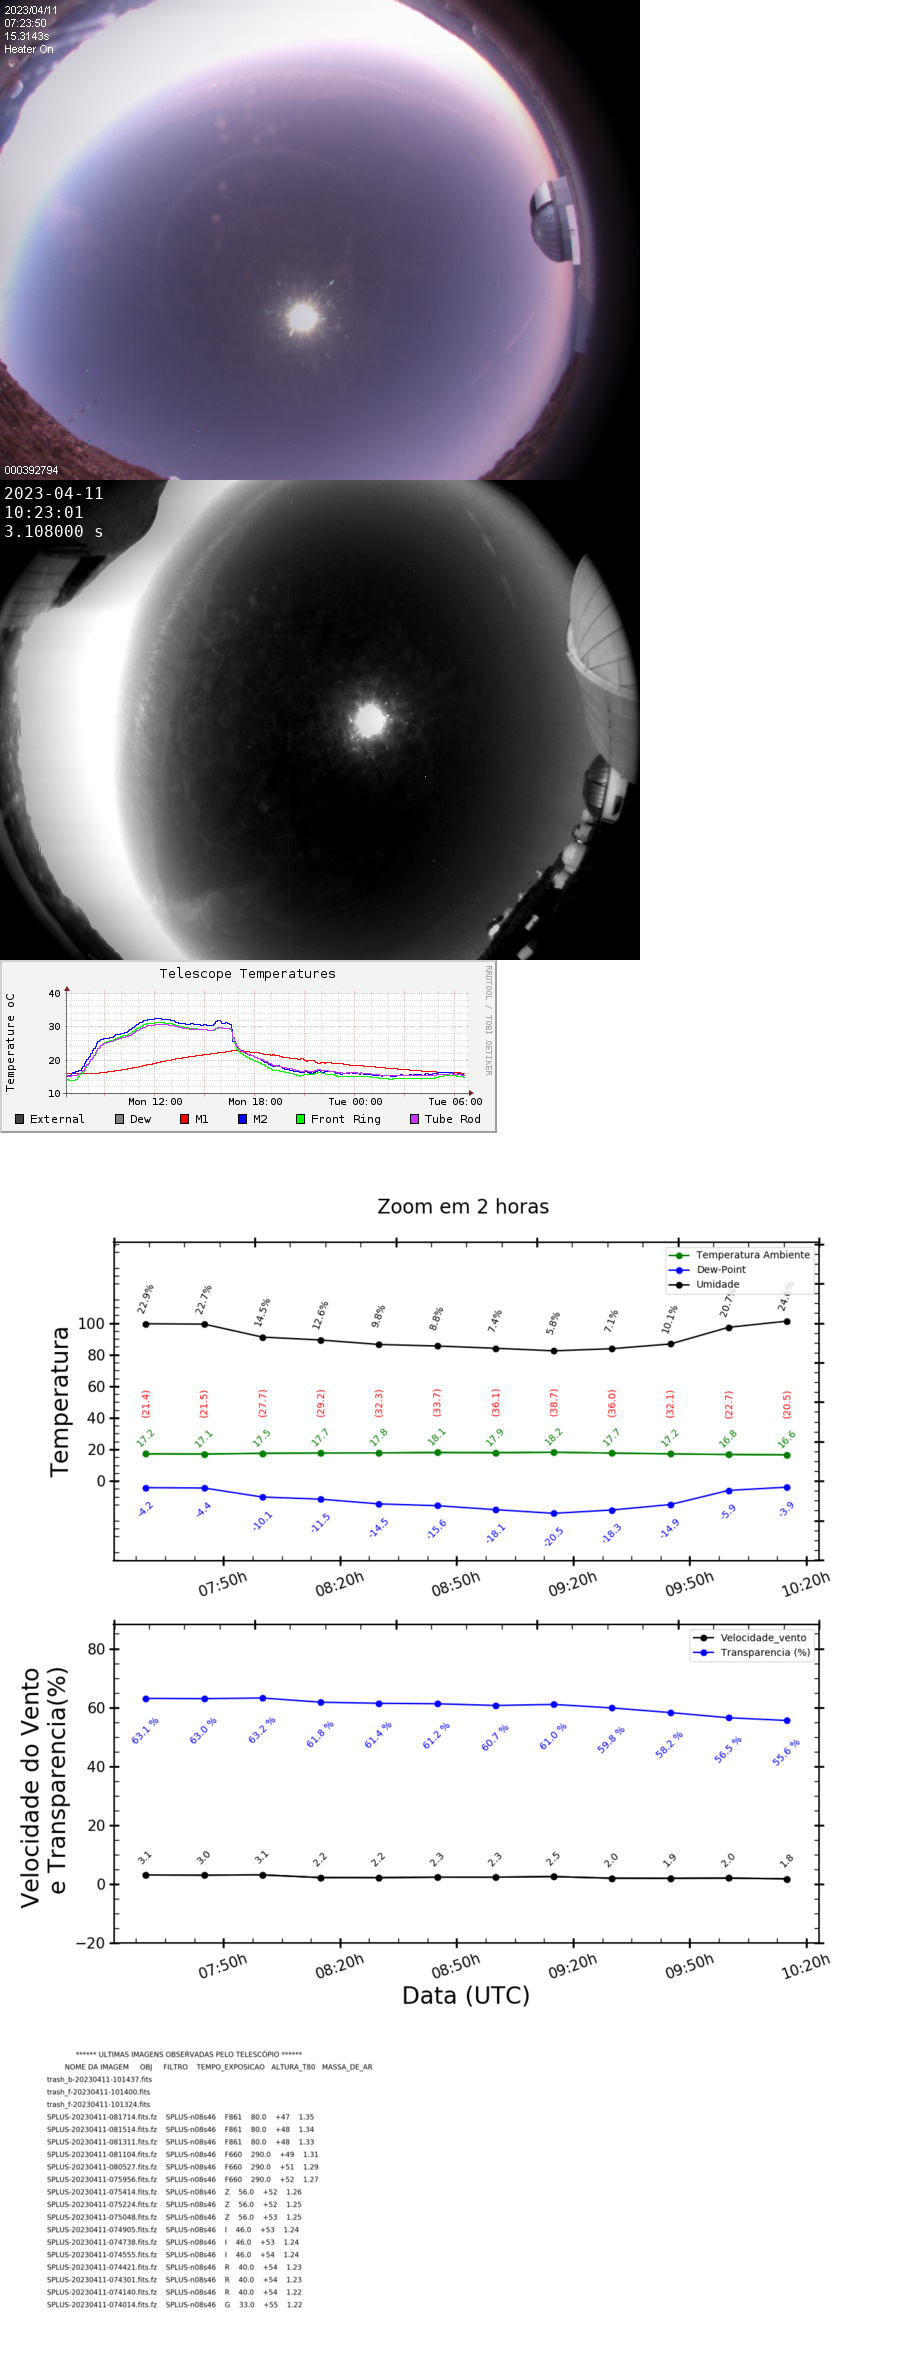 2023/04/11
07:23:50
15.3143s
Heater On
000392794
2023-04-11
10:23:01
3.108000 s
Telescope Temperatures
Temperature oC
40
30
20
10
Mon 12:00 Mon 18:00 Tue 00:00 Tue 06:00
External Dew M1 M2 Front Ring Tube Rod
RRDTOOL / TOBI OETIKER
Zoom em 2 horas
Temperatura
Temperatura Ambiente
Dew-Point
Umidade
22.9% 22.7% 14.5% 12.6% 9.8% 8.8% 7.4% 5.8% 7.1% 10.1% 20.7%
100
80
60
40
20
0
(21.4) (21.5) (27.7) (29.2) (32.3) (33.7) (36.1) (38.7) (36.0) (32.1) (22.7) (20.5)
17.2 17.1 17.5 17.7 17.8 18.1 17.9 18.2 17.7 17.2 16.8 16.6
-4.2 -4.4 -10.1 -11.5 -14.5 -15.6 -18.1 -20.5 -18.3 -14.9 -5.9 -3.9
07:50h 08:20h 08:50h 09:20h 09:50h 10:20h
Velocidade do Vento
e Transparencia(%)
Velocidade_vento
Transparencia (%)
80
60
40
20
0
−20
63.1 % 63.0 % 63.2 % 61.8 % 61.4 % 61.2 % 60.7 % 61.0 % 59.8 % 58.2 % 56.5 % 55.6 %
3.1 3.0 3.1 2.2 2.2 2.3 2.3 2.5 2.0 1.9 2.0 1.8
07:50h 08:20h 08:50h 09:20h 09:50h 10:20h
Data (UTC)
****** ULTIMAS IMAGENS OBSERVADAS PELO TELESCÓPIO ******
NOME DA IMAGEM OBJ FILTRO TEMPO_EXPOSICAO ALTURA_T80 MASSA_DE_AR
trash_b-20230411-101437.fits
trash_f-20230411-101400.fits
trash_f-20230411-101324.fits
SPLUS-20230411-081714.fits.fz SPLUS-n08s46 F861 80.0 +47 1.35
SPLUS-20230411-081514.fits.fz SPLUS-n08s46 F861 80.0 +48 1.34
SPLUS-20230411-081311.fits.fz SPLUS-n08s46 F861 80.0 +48 1.33
SPLUS-20230411-081104.fits.fz SPLUS-n08s46 F660 290.0 +49 1.31
SPLUS-20230411-080527.fits.fz SPLUS-n08s46 F660 290.0 +51 1.29
SPLUS-20230411-075956.fits.fz SPLUS-n08s46 F660 290.0 +52 1.27
SPLUS-20230411-075414.fits.fz SPLUS-n08s46 Z 56.0 +52 1.26
SPLUS-20230411-075224.fits.fz SPLUS-n08s46 Z 56.0 +52 1.25
SPLUS-20230411-075048.fits.fz SPLUS-n08s46 Z 56.0 +53 1.25
SPLUS-20230411-074905.fits.fz SPLUS-n08s46 I 46.0 +53 1.24
SPLUS-20230411-074738.fits.fz SPLUS-n08s46 I 46.0 +53 1.24
SPLUS-20230411-074555.fits.fz SPLUS-n08s46 I 46.0 +54 1.24
SPLUS-20230411-074421.fits.fz SPLUS-n08s46 R 40.0 +54 1.23
SPLUS-20230411-074301.fits.fz SPLUS-n08s46 R 40.0 +54 1.23
SPLUS-20230411-074140.fits.fz SPLUS-n08s46 R 40.0 +54 1.22
SPLUS-20230411-074014.fits.fz SPLUS-n08s46 G 33.0 +55 1.22